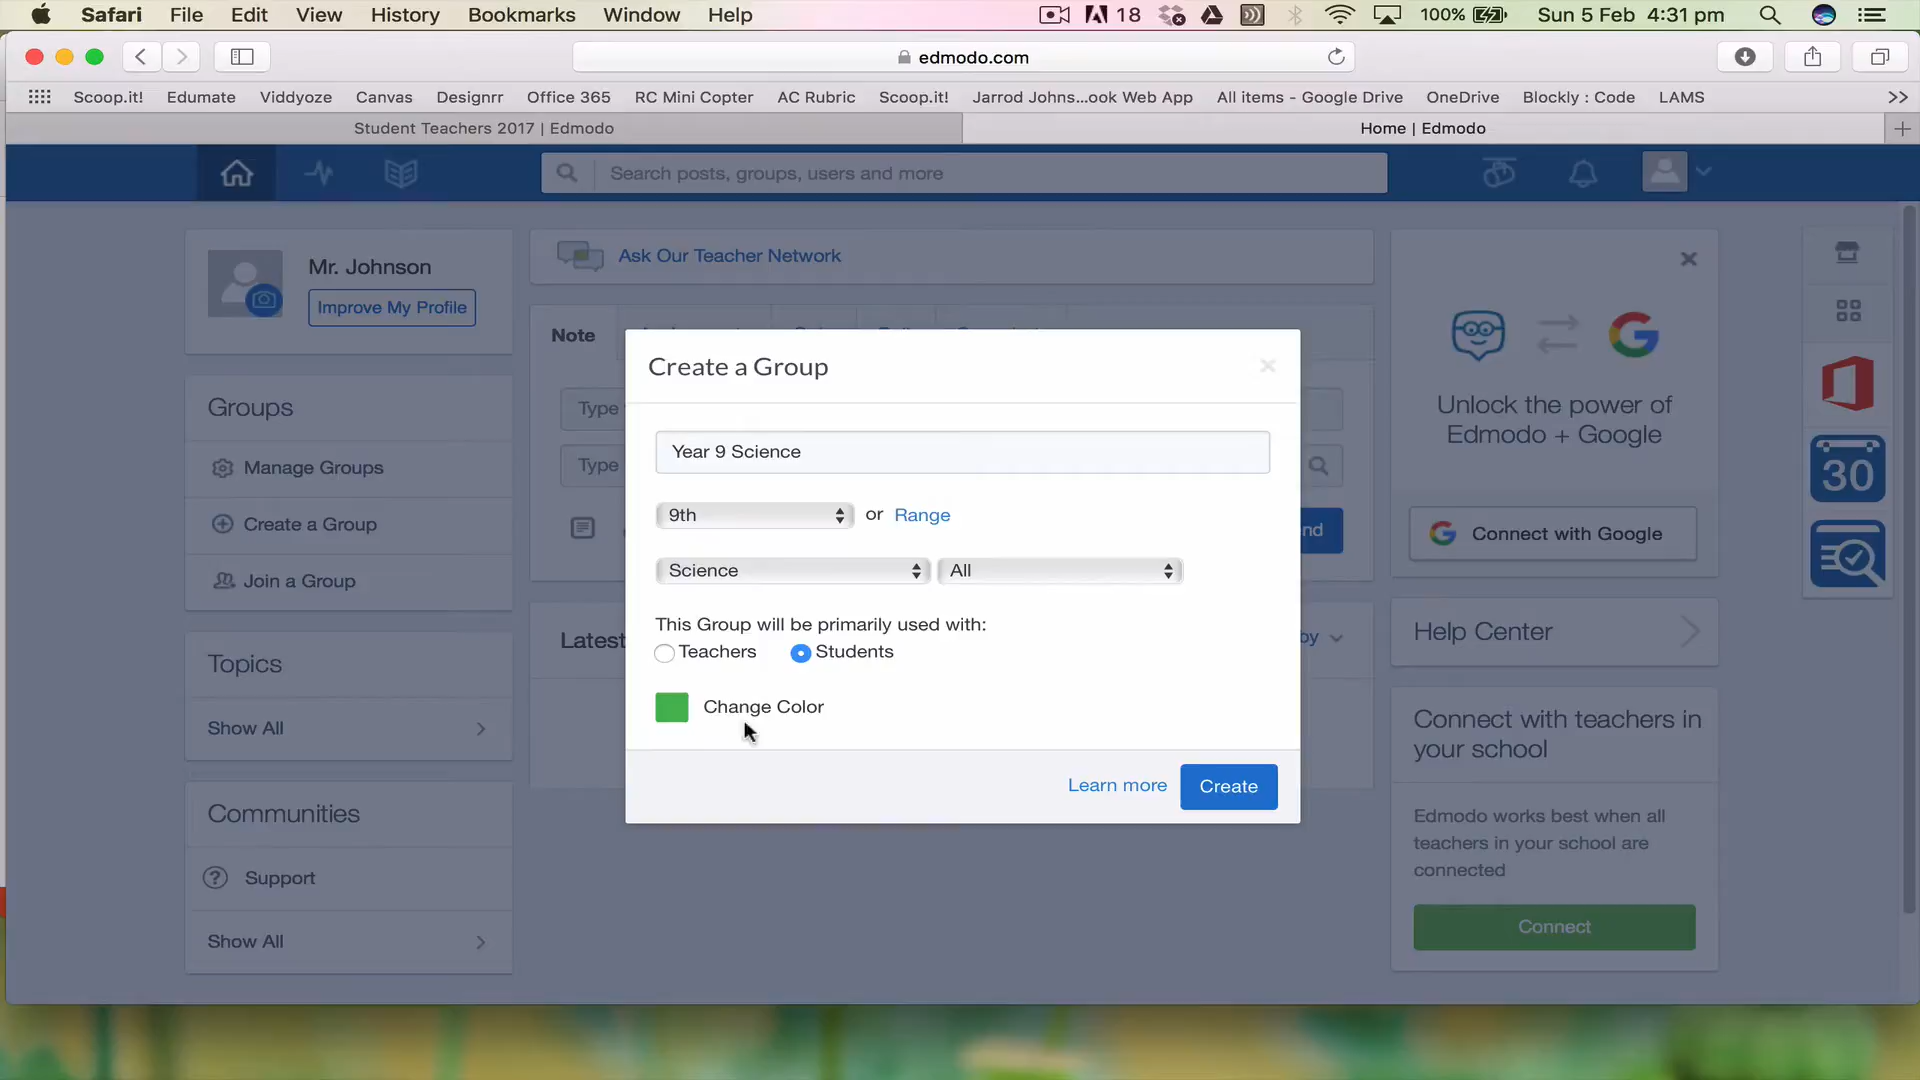 Safari File Edit View History Bookmarks Window Help 18 100% Sun 5 Feb 4:31 pm
edmodo.com
Scoop.it! Edumate Viddyoze Canvas Designrr Office 365 RC Mini Copter AC Rubric Scoop.it! Jarrod Johns...ook Web App All items - Google Drive OneDrive Blockly : Code LAMS >>
Student Teachers 2017 | Edmodo Home | Edmodo
Search posts, groups, users and more
Mr. Johnson
Improve My Profile
Groups
Manage Groups
Create a Group
Join a Group
Topics
Show All
Communities
Support
Show All
Ask Our Teacher Network
Note
Type
Type
nd
Latest
by
Create a Group
Year 9 Science
9th or Range
Science All
This Group will be primarily used with:
Teachers Students
Change Color
Learn more Create
Unlock the power of
Edmodo + Google
Connect with Google
Help Center
Connect with teachers in
your school
Edmodo works best when all
teachers in your school are
connected
Connect
30